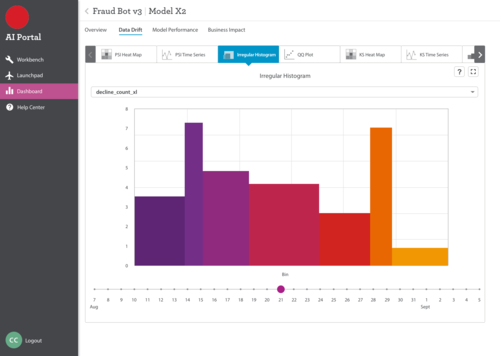 Fraud Bot v3 | Model X2
AI Portal
Overview Data Drift Model Performance Business Impact
PSI Heat Map PSI Time Series Irregular Histogram QQ Plot KS Heat Map KS Time Series
Workbench
Launchpad
Dashboard
Help Center
Irregular Histogram
?
decline_count_sl
8
7
6
5
4
3
2
1
0
Bin
7 8 9 10 11 12 13 14 15 16 17 18 19 20 21 22 23 24 25 26 27 28 29 30 31 1 2 3 4 5
Aug Sept
CC Logout